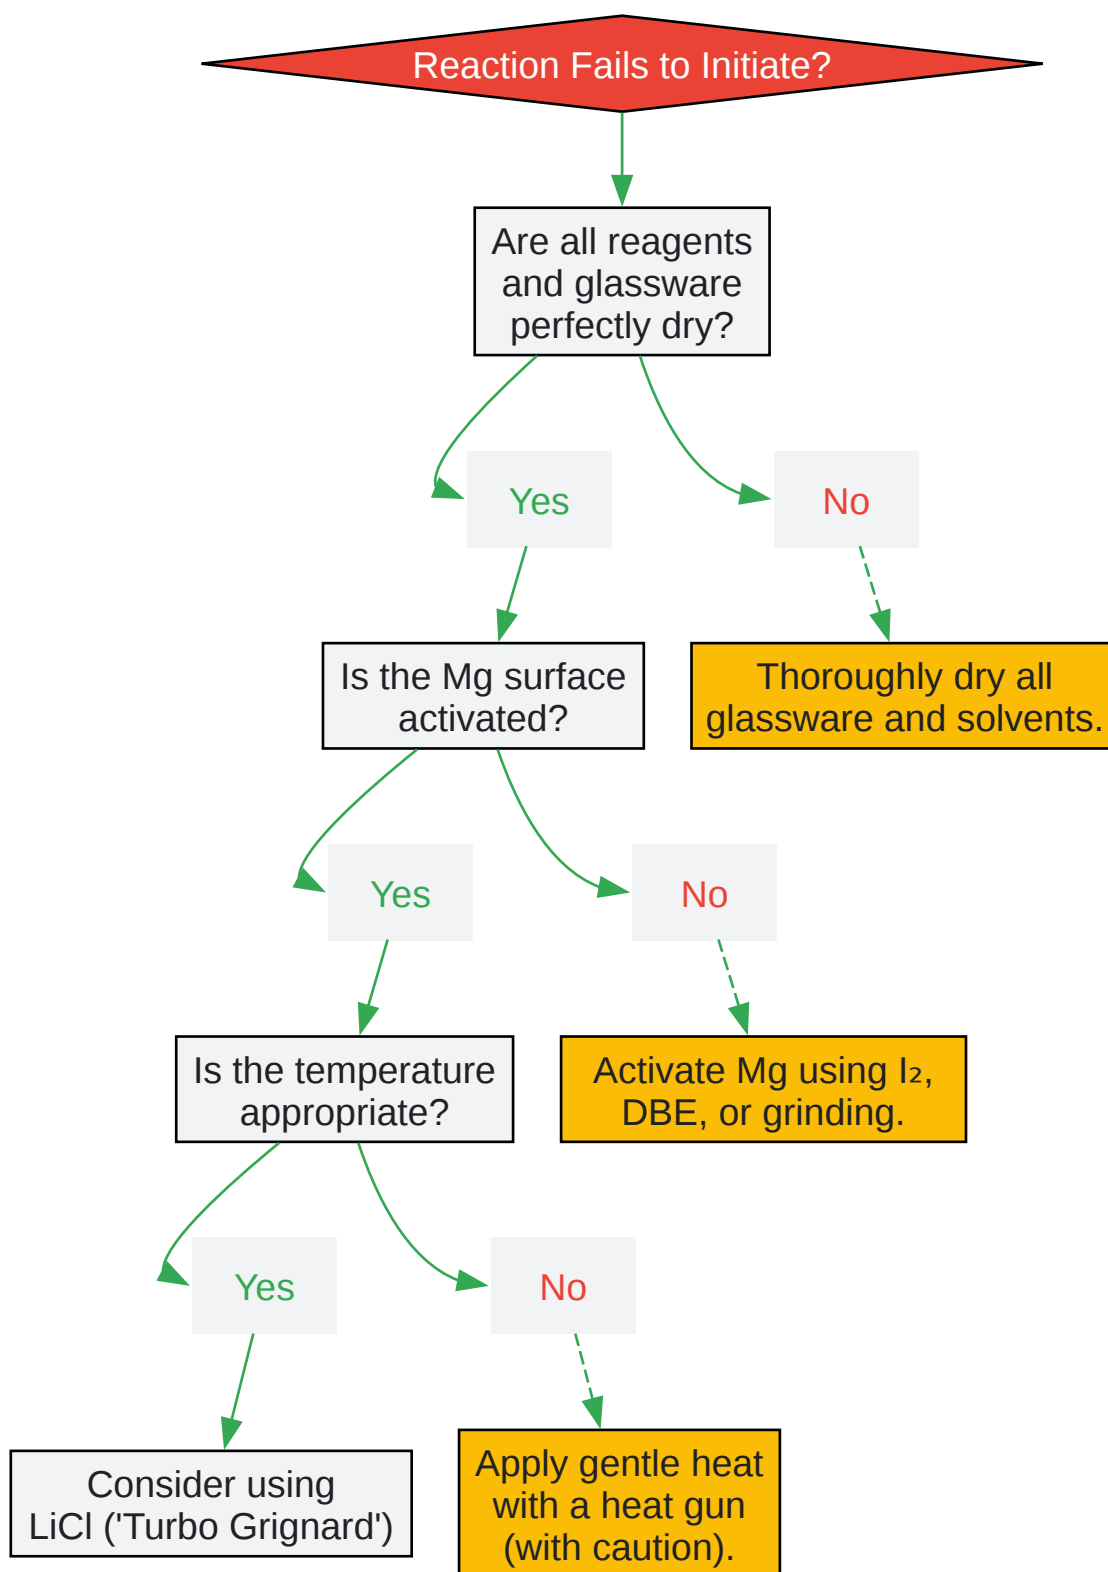 Reaction Fails to Initiate?
Are all reagents
and glassware
perfectly dry?
Yes
No
Is the Mg surface
activated?
Thoroughly dry all
glassware and solvents.
Yes
No
Is the temperature
appropriate?
Activate Mg using I₂,
DBE, or grinding.
Yes
No
Consider using
LiCl ('Turbo Grignard')
Apply gentle heat
with a heat gun
(with caution).